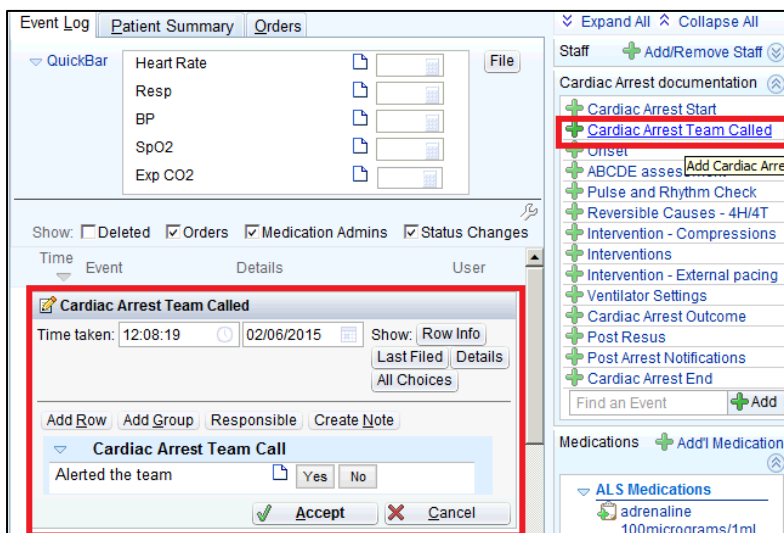 Event Log Patient Summary Orders
QuickBar
Heart Rate
File
Resp
BP
SpO2
Exp CO2
Show: Deleted Orders Medication Admins Status Changes
Time Event Details User
Cardiac Arrest Team Called
Time taken: 12:08:19 02/06/2015 Show: Row Info
Last Filed Details
All Choices
Add Row Add Group Responsible Create Note
Cardiac Arrest Team Call
Alerted the team Yes No
Accept Cancel
Expand All Collapse All
Staff Add/Remove Staff
Cardiac Arrest documentation
Cardiac Arrest Start
Cardiac Arrest Team Called
Onset
Add Cardiac Arre
ABCDE asses
Pulse and Rhythm Check
Reversible Causes - 4H/4T
Intervention - Compressions
Interventions
Intervention - External pacing
Ventilator Settings
Cardiac Arrest Outcome
Post Resus
Post Arrest Notifications
Cardiac Arrest End
Find an Event Add
Medications Add'l Medication
ALS Medications
adrenaline
100micrograms/1ml